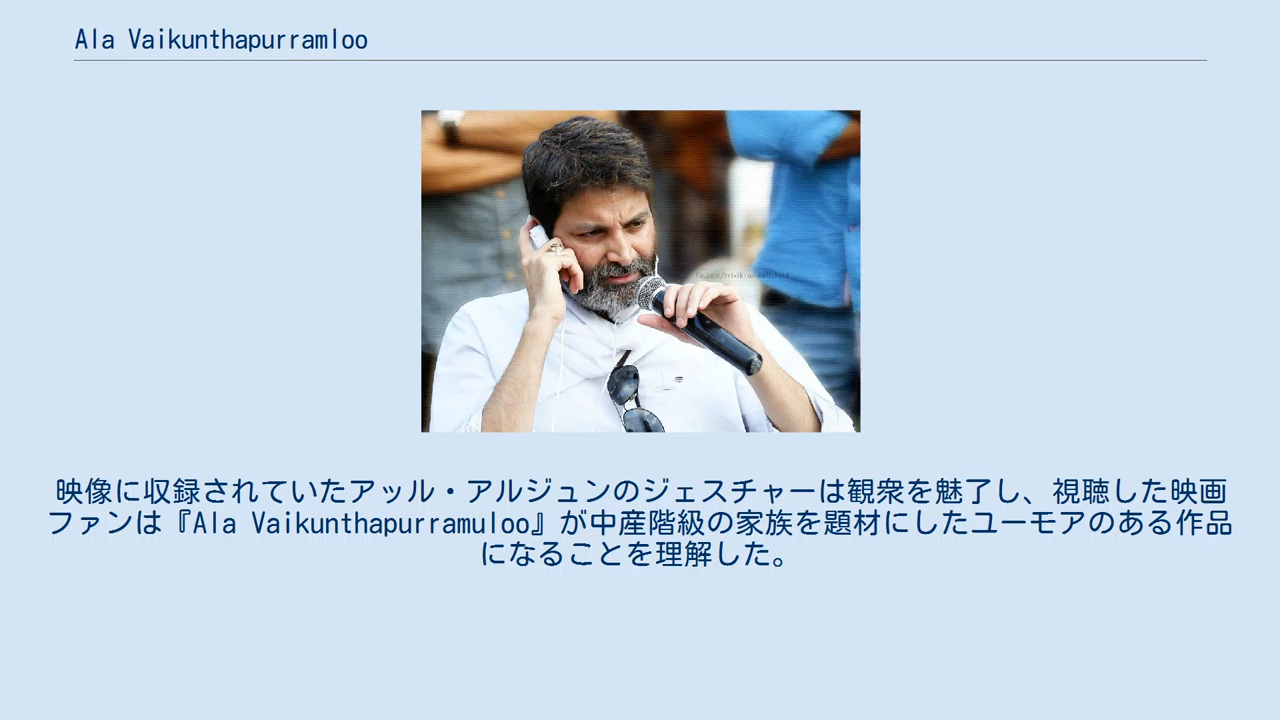 Ala Vaikunthapurramloo
映像に収録されていたアッル・アルジュンのジェスチャーは観衆を魅了し、視聴した映画
ファンは『Ala Vaikunthapurramuloo』が中産階級の家族を題材にしたユーモアのある作品
になることを理解した。